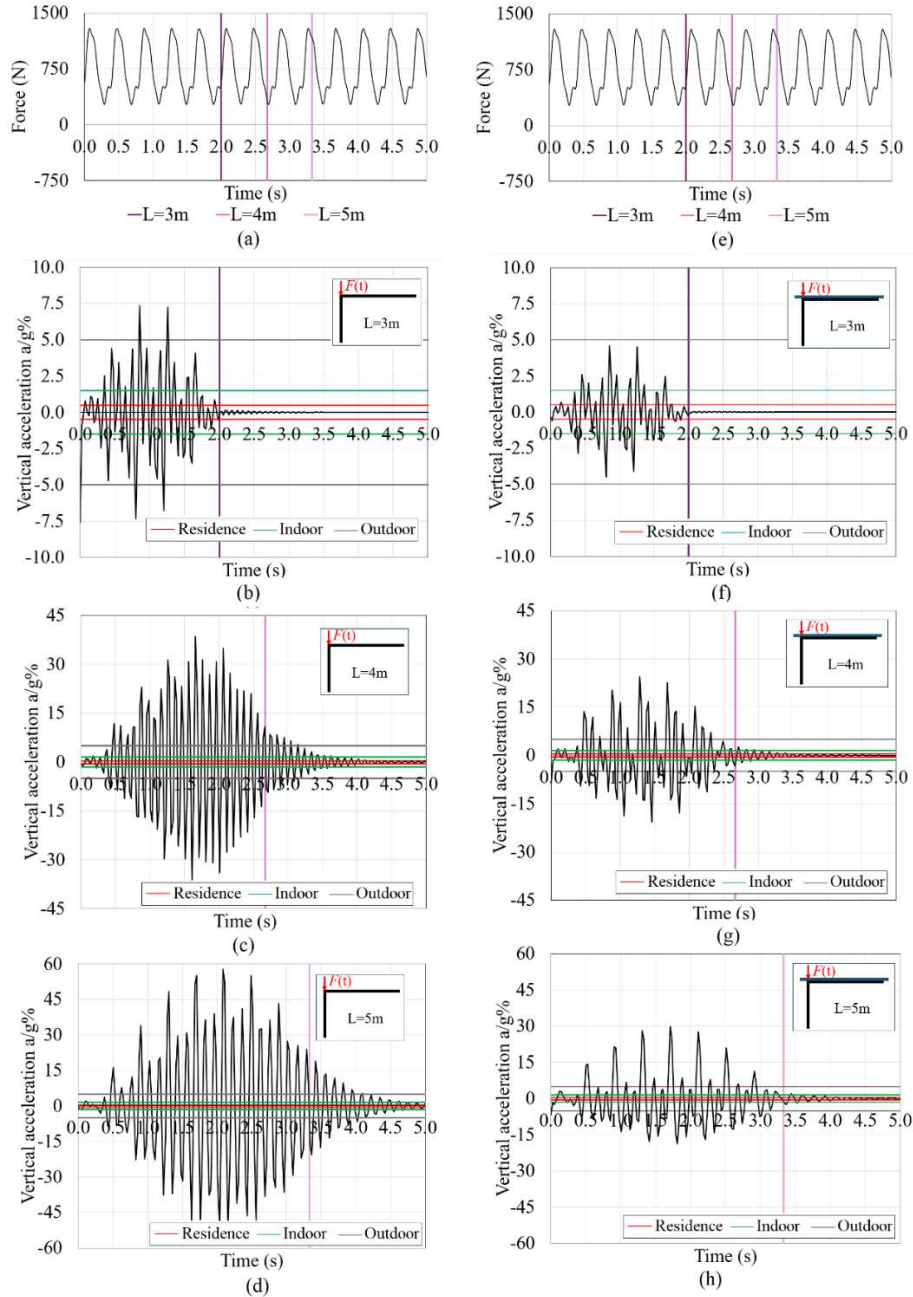 1500
750
0
-750
Force (N)
0.0 0.5 1.0 1.5 2.0 2.5 3.0 3.5 4.0 4.5 5.0
Time (s)
L=3m L=4m L=5m
(a)
1500
750
0
-750
Force (N)
0.0 0.5 1.0 1.5 2.0 2.5 3.0 3.5 4.0 4.5 5.0
Time (s)
L=3m L=4m L=5m
(e)
10.0
7.5
5.0
2.5
0.0
-2.5
-5.0
-7.5
-10.0
Vertical acceleration a/g%
F(t)
L=3m
0.0 0.5 1.0 1.5 2.0 2.5 3.0 3.5 4.0 4.5 5.0
Residence Indoor Outdoor
Time (s)
(b)
10.0
7.5
5.0
2.5
0.0
-2.5
-5.0
-7.5
-10.0
Vertical acceleration a/g%
F(t)
L=3m
0.0 0.5 1.0 1.5 2.0 2.5 3.0 3.5 4.0 4.5 5.0
Residence Indoor Outdoor
Time (s)
(f)
45
30
15
0
-15
-30
-45
Vertical acceleration a/g%
F(t)
L=4m
0.0 0.5 1.0 1.5 2.0 2.5 3.0 3.5 4.0 4.5 5.0
Residence Indoor Outdoor
Time (s)
(c)
45
30
15
0
-15
-30
-45
Vertical acceleration a/g%
F(t)
L=4m
0.0 0.5 1.0 1.5 2.0 2.5 3.0 3.5 4.0 4.5 5.0
Residence Indoor Outdoor
Time (s)
(g)
60
45
30
15
0
-15
-30
-45
-60
Vertical acceleration a/g%
F(t)
L=5m
0.0 0.5 1.0 1.5 2.0 2.5 3.0 3.5 4.0 4.5 5.0
Residence Indoor Outdoor
Time (s)
(d)
60
45
30
15
0
-15
-30
-45
-60
Vertical acceleration a/g%
F(t)
L=5m
0.0 0.5 1.0 1.5 2.0 2.5 3.0 3.5 4.0 4.5 5.0
Residence Indoor Outdoor
Time (s)
(h)